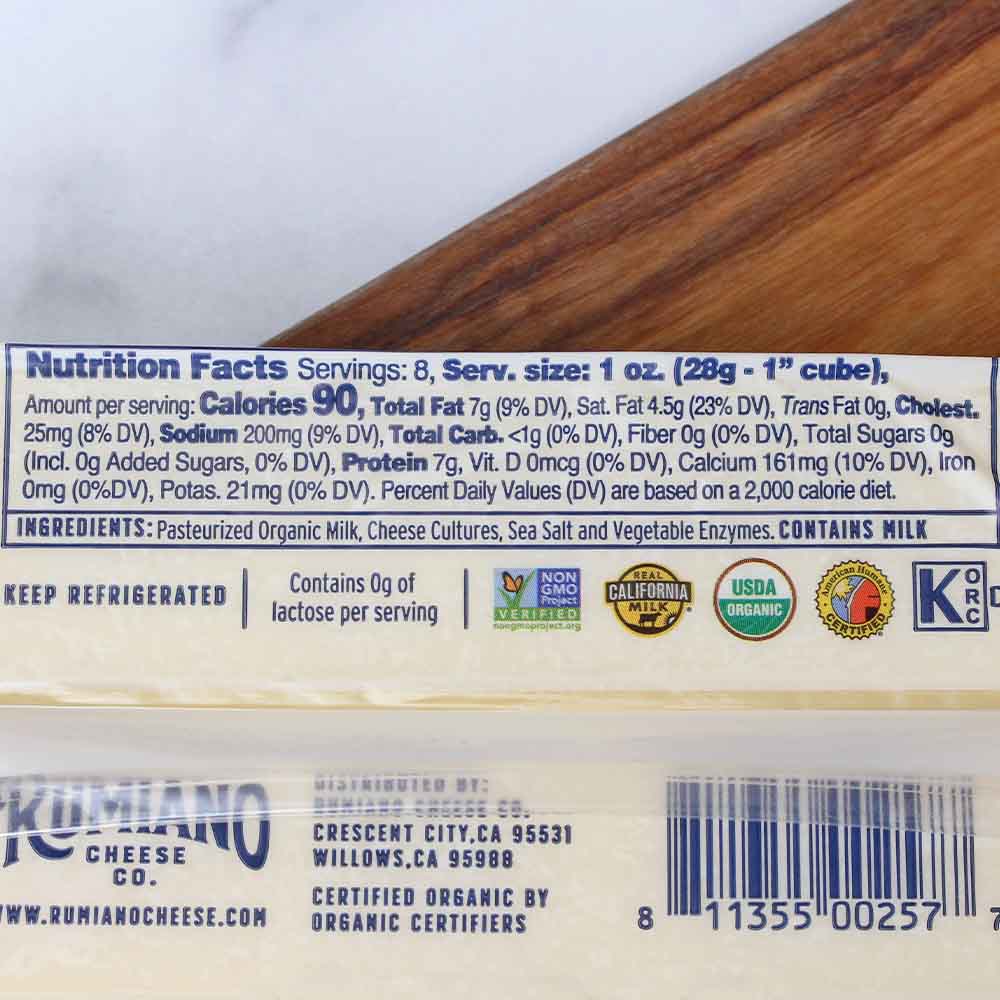 Nutrition Facts Servings: 8, Serv. size: 1 oz. (28g - 1” cube),
Amount per serving: Calories 90, Total Fat 7g (9% DV), Sat. Fat 4.5g (23% DV), Trans Fat 0g, Cholest.
25mg (8% DV), Sodium 200mg (9% DV), Total Carb. <1g (0% DV), Fiber 0g (0% DV), Total Sugars 0g
(Incl. 0g Added Sugars, 0% DV), Protein 7g, Vit. D 0mcg (0% DV), Calcium 161mg (10% DV), Iron
0mg (0%DV), Potas. 21mg (0% DV). Percent Daily Values (DV) are based on a 2,000 calorie diet.
INGREDIENTS: Pasteurized Organic Milk, Cheese Cultures, Sea Salt and Vegetable Enzymes. CONTAINS MILK
KEEP REFRIGERATED
Contains 0g of
lactose per serving
NON
GMO
Project
VERIFIED
nongmoproject.org
REAL
CALIFORNIA
MILK
USDA
ORGANIC
American Humane
CERTIFIED
K
ORC
RUMIANO
CHEESE
CO.
WWW.RUMIANOCHEESE.COM
DISTRIBUTED BY:
RUMIANO CHEESE CO.
CRESCENT CITY,CA 95531
WILLOWS,CA 95988
CERTIFIED ORGANIC BY
ORGANIC CERTIFIERS
8 11355 00257 7